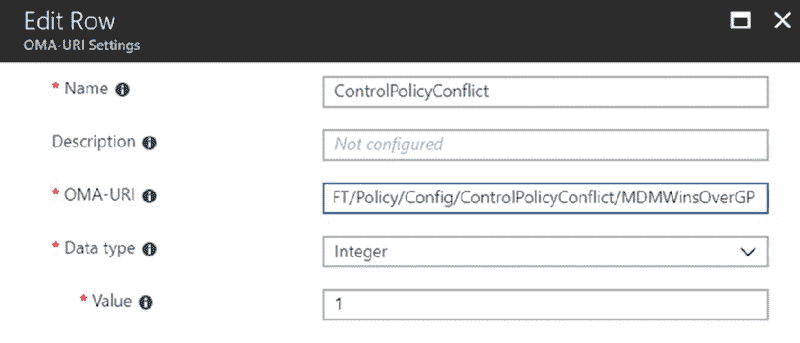 Edit Row
OMA-URI Settings
* Name ControlPolicyConflict
Description Not configured
* OMA-URI FT/Policy/Config/ControlPolicyConflict/MDMWinsOverGP
* Data type Integer
* Value 1